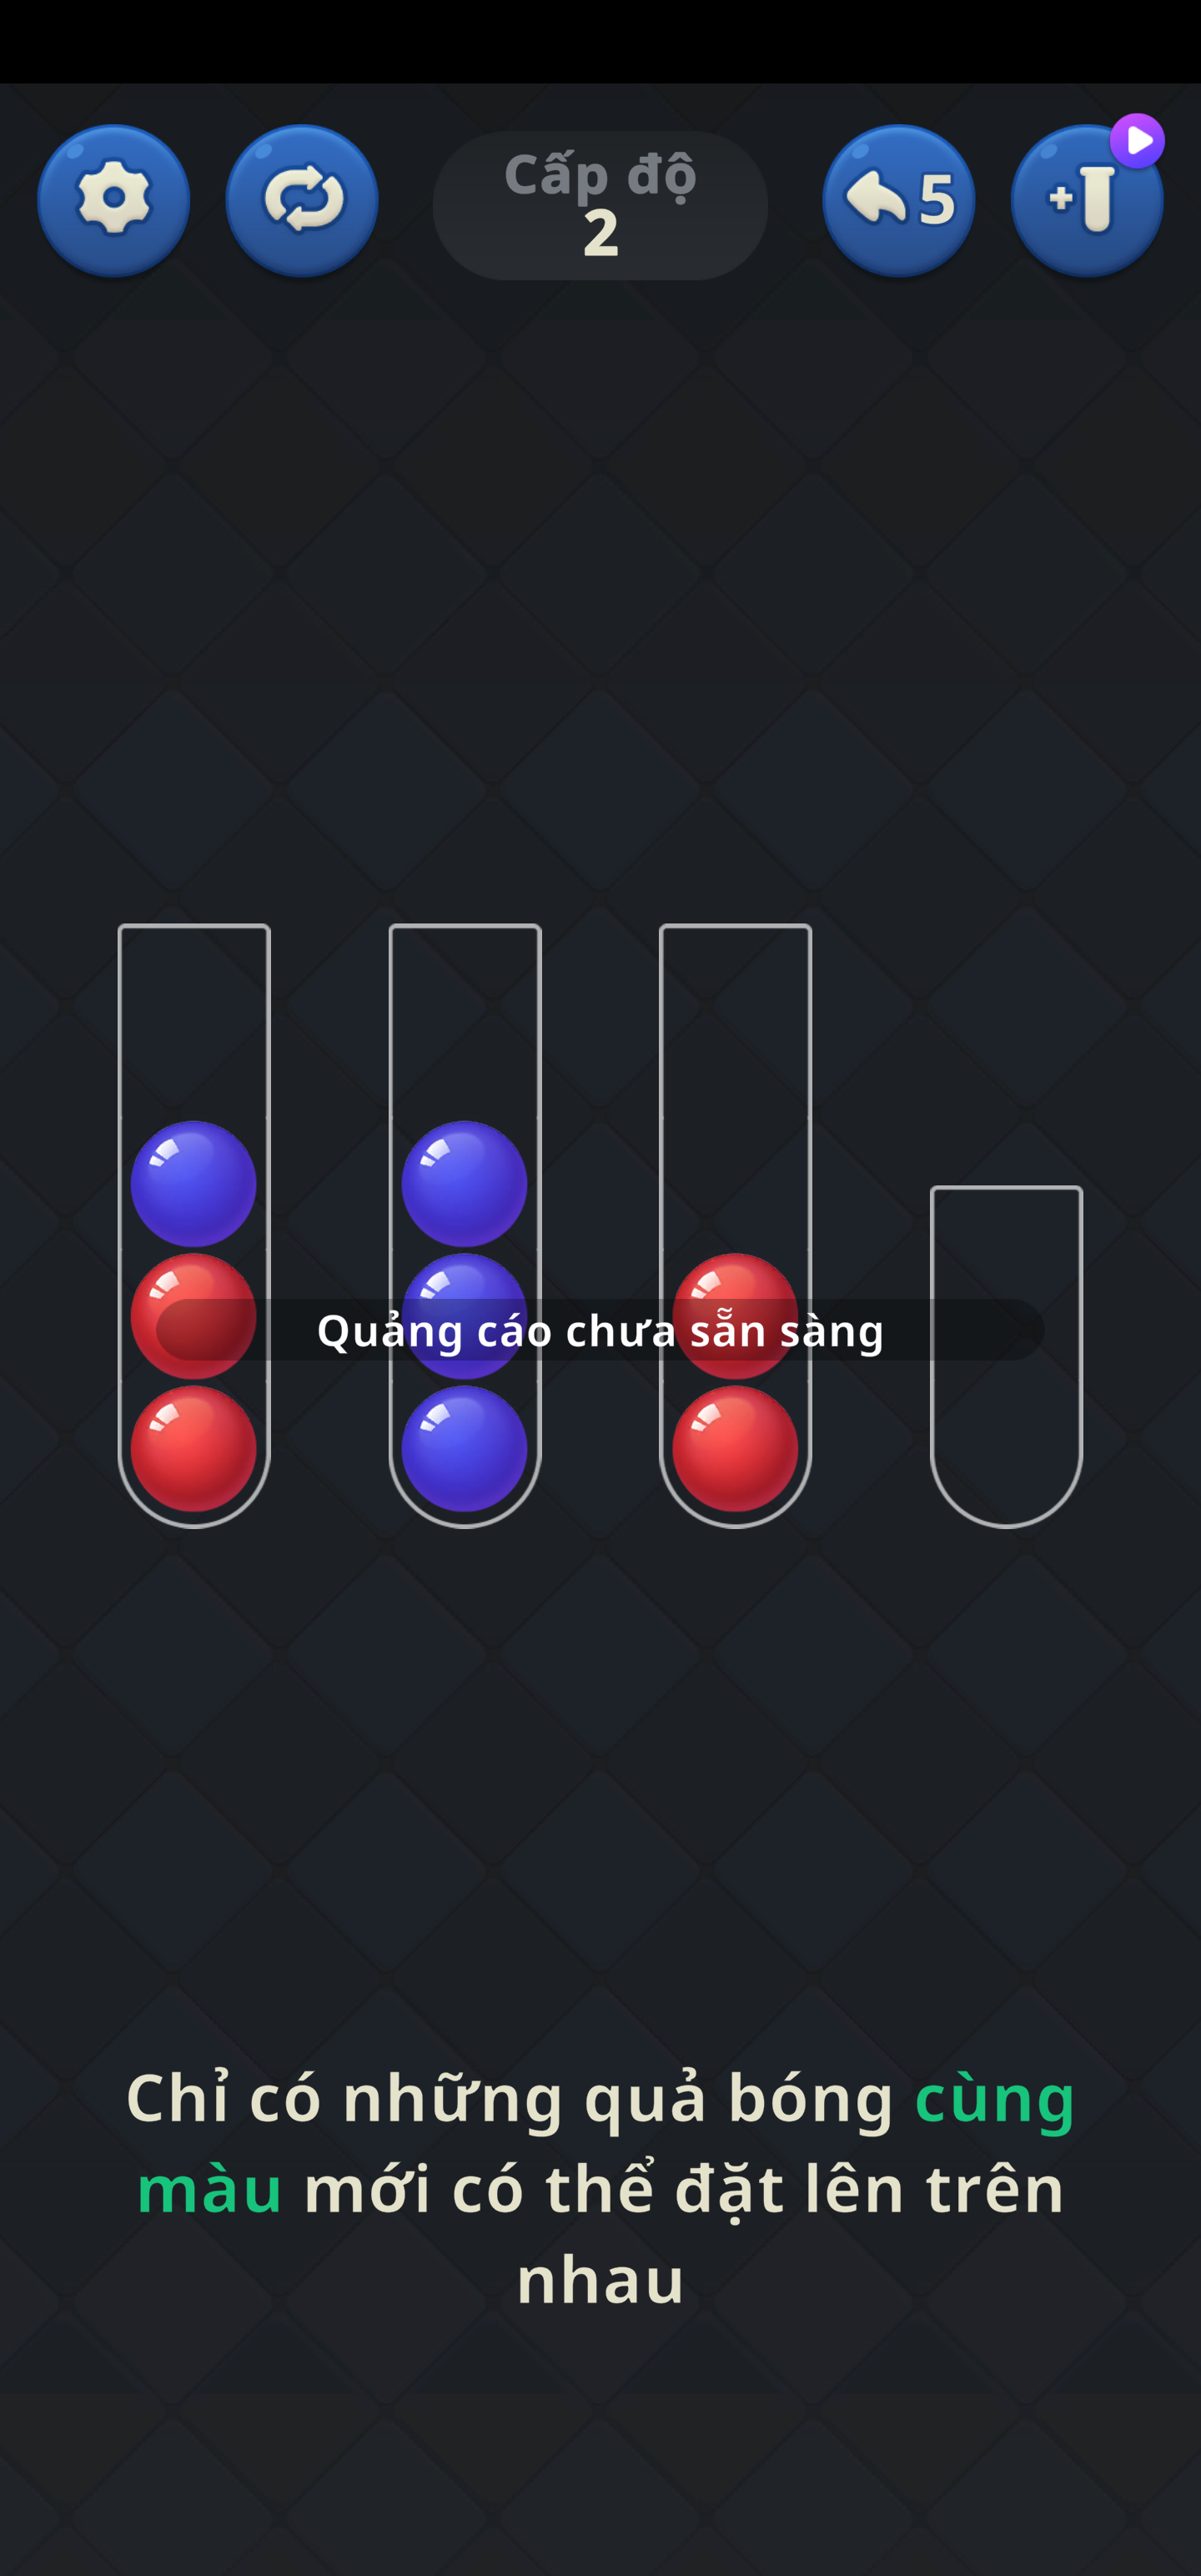 Cấp độ
2
5
Quảng cáo chưa sẵn sàng
Chỉ có những quả bóng cùng
màu mới có thể đặt lên trên
nhau